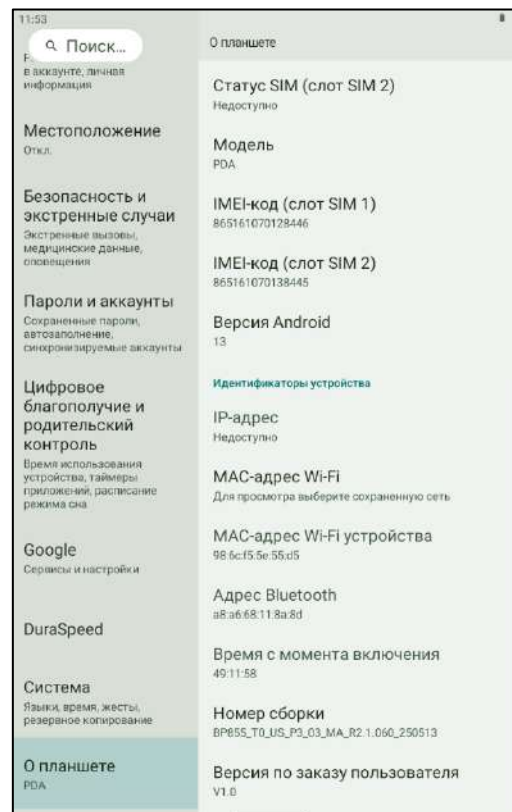 11:53
Поиск...
в аккаунте, личная
информация
Местоположение
Откл.
Безопасность и
экстренные случаи
Экстренные вызовы,
медицинские данные,
оповещения
Пароли и аккаунты
Сохраненные пароли,
автозаполнение,
синхронизируемые аккаунты
Цифровое
благополучие и
родительский
контроль
Время использования
устройства, таймеры
приложений, расписание
режима сна
Google
Сервисы и настройки
DuraSpeed
Система
Языки, время, жесты,
резервное копирование
О планшете
PDA
О планшете
Статус SIM (слот SIM 2)
Недоступно
Модель
PDA
IMEI-код (слот SIM 1)
865161070128446
IMEI-код (слот SIM 2)
865161070138445
Версия Android
13
Идентификаторы устройства
IP-адрес
Недоступно
MAC-адрес Wi-Fi
Для просмотра выберите сохраненную сеть
MAC-адрес Wi-Fi устройства
98:6c:f5:5e:55:d5
Адрес Bluetooth
a8:a6:68:11:8a:8d
Время с момента включения
49:11:58
Номер сборки
BP855_T0_US_P3_03_MA_R2.1.060_250513
Версия по заказу пользователя
V1.0